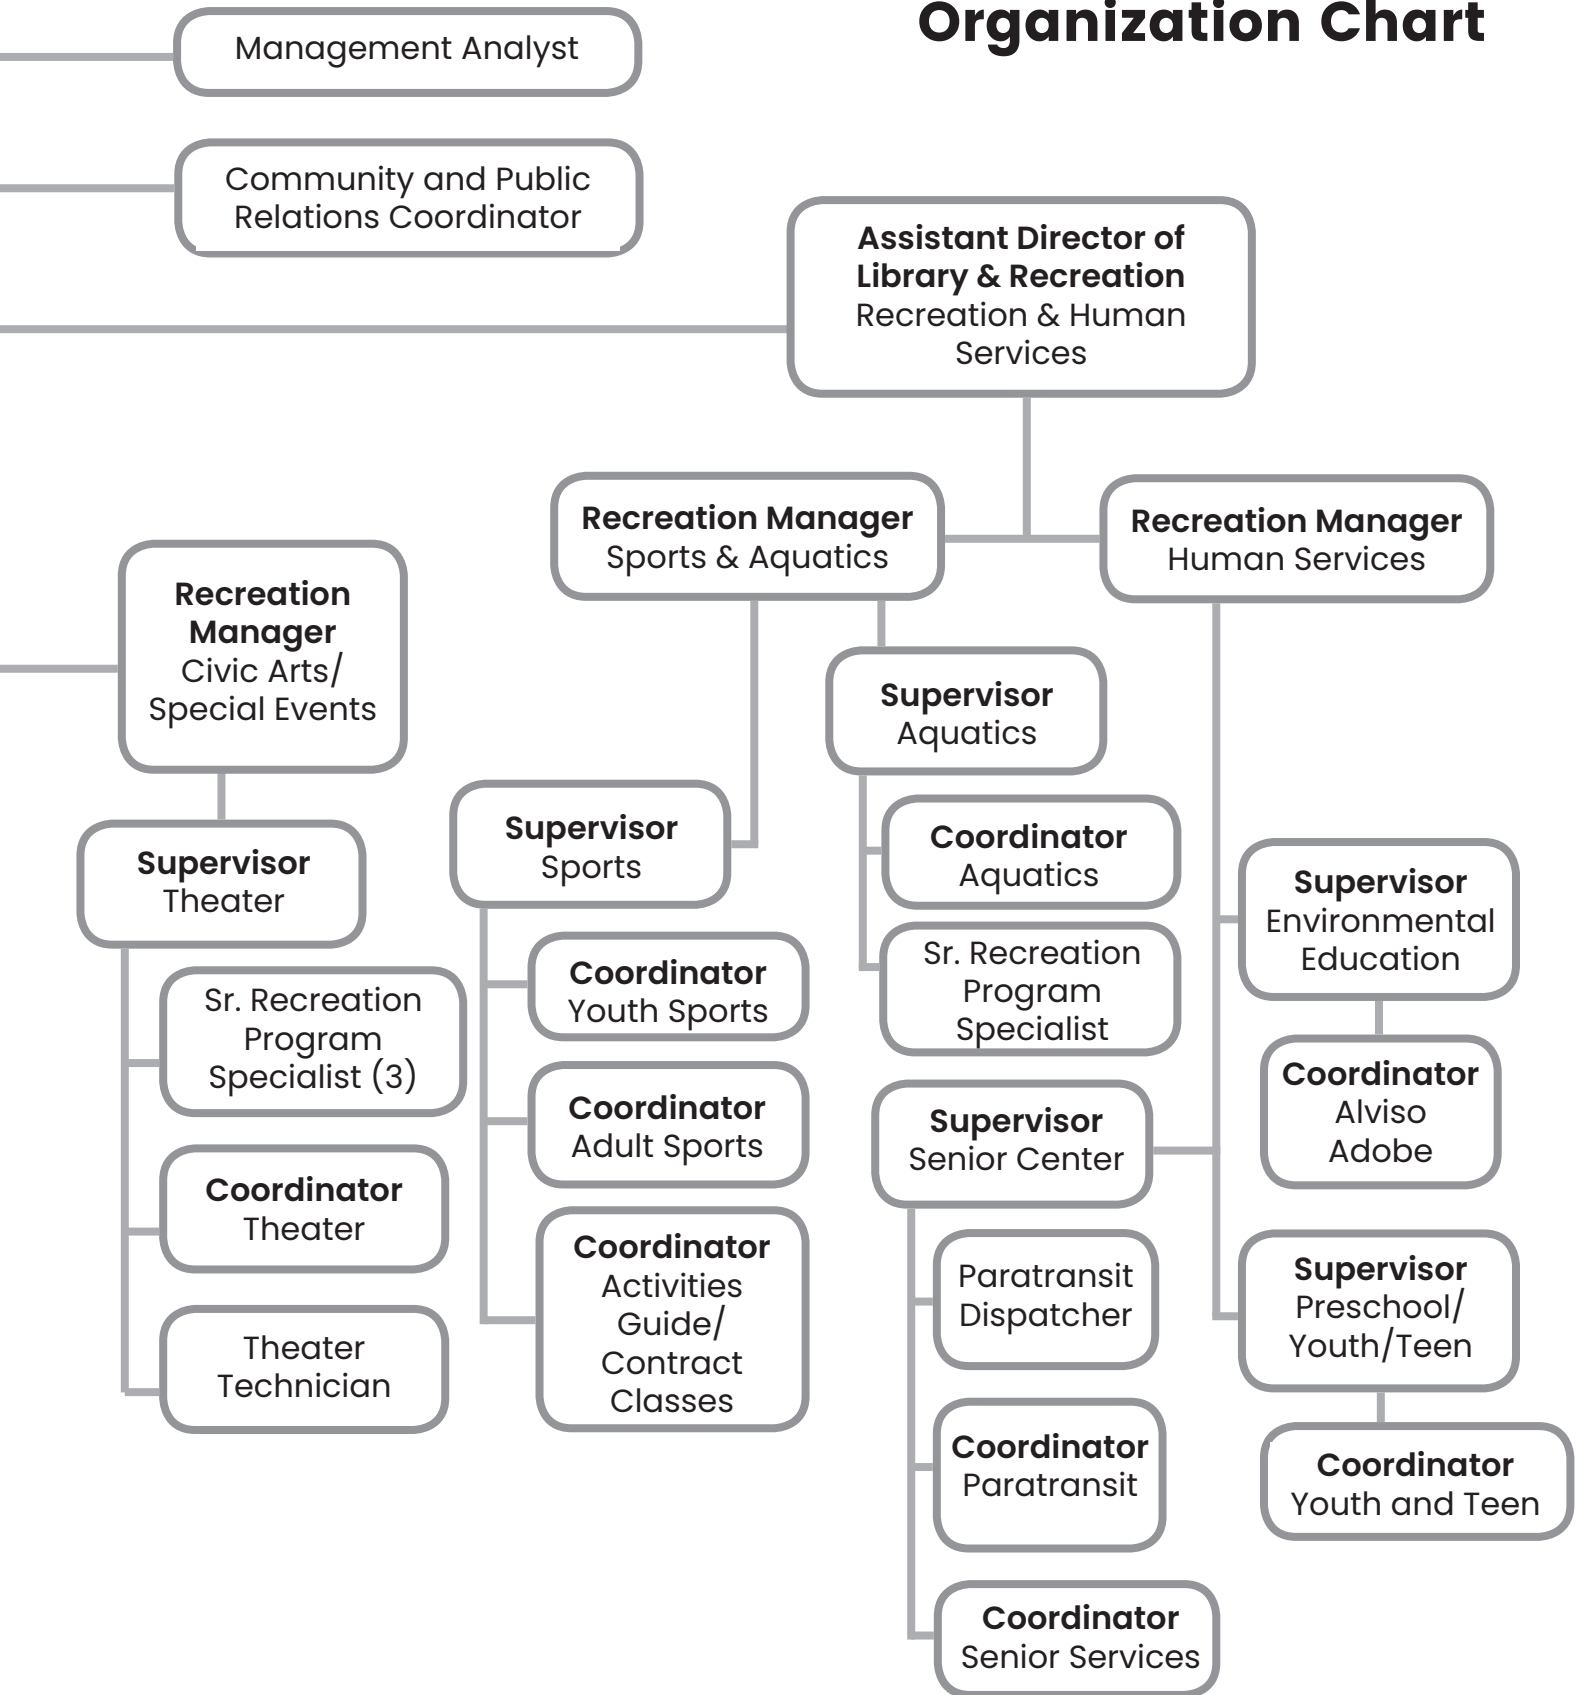 Organization Chart
Management Analyst
Community and Public
Relations Coordinator
Assistant Director of
Library & Recreation
Recreation & Human
Services
Recreation Manager
Sports & Aquatics
Recreation Manager
Human Services
Recreation
Manager
Civic Arts/
Special Events
Supervisor
Theater
Sr. Recreation
Program
Specialist (3)
Coordinator
Theater
Theater
Technician
Supervisor
Sports
Coordinator
Youth Sports
Coordinator
Adult Sports
Coordinator
Activities
Guide/
Contract
Classes
Supervisor
Aquatics
Coordinator
Aquatics
Sr. Recreation
Program
Specialist
Supervisor
Senior Center
Paratransit
Dispatcher
Coordinator
Paratransit
Coordinator
Senior Services
Supervisor
Environmental
Education
Coordinator
Alviso
Adobe
Supervisor
Preschool/
Youth/Teen
Coordinator
Youth and Teen